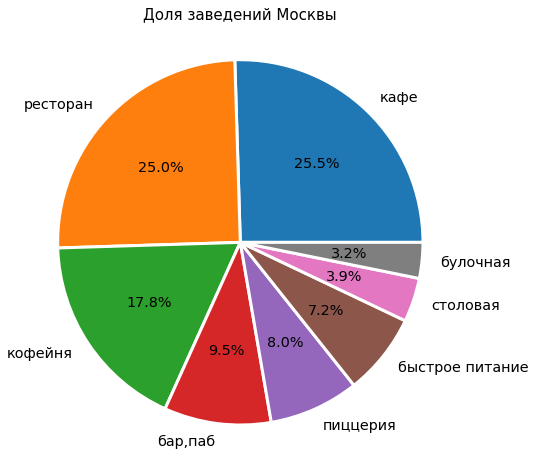 Доля заведений Москвы
кафе
25.5%
ресторан
25.0%
кофейня
17.8%
бар,паб
9.5%
пиццерия
8.0%
быстрое питание
7.2%
столовая
3.9%
булочная
3.2%